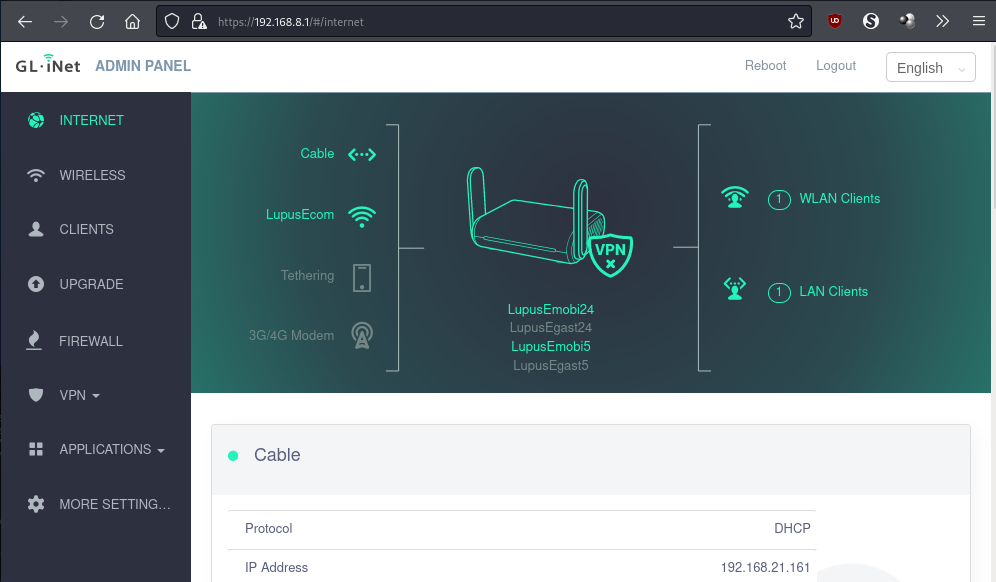 https://192.168.8.1/#/internet
GL·iNet ADMIN PANEL
Reboot Logout English
INTERNET
WIRELESS
CLIENTS
UPGRADE
FIREWALL
VPN
APPLICATIONS
MORE SETTING...
Cable
LupusEcom
Tethering
3G/4G Modem
VPN
LupusEmobi24
LupusEgast24
LupusEmobi5
LupusEgast5
1 WLAN Clients
1 LAN Clients
Cable
Protocol DHCP
IP Address 192.168.21.161